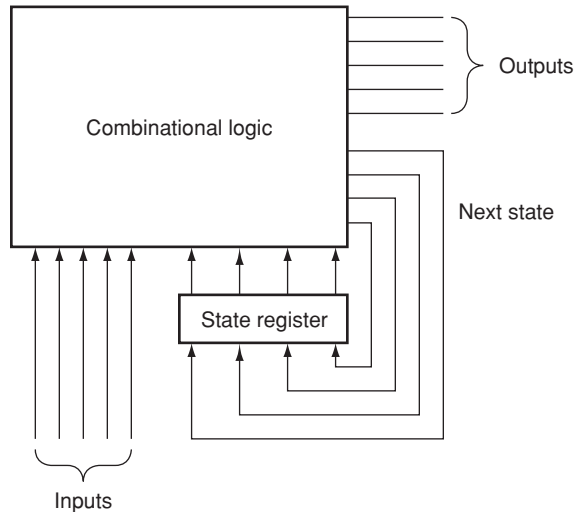 Outputs
Combinational logic
Next state
State register
Inputs